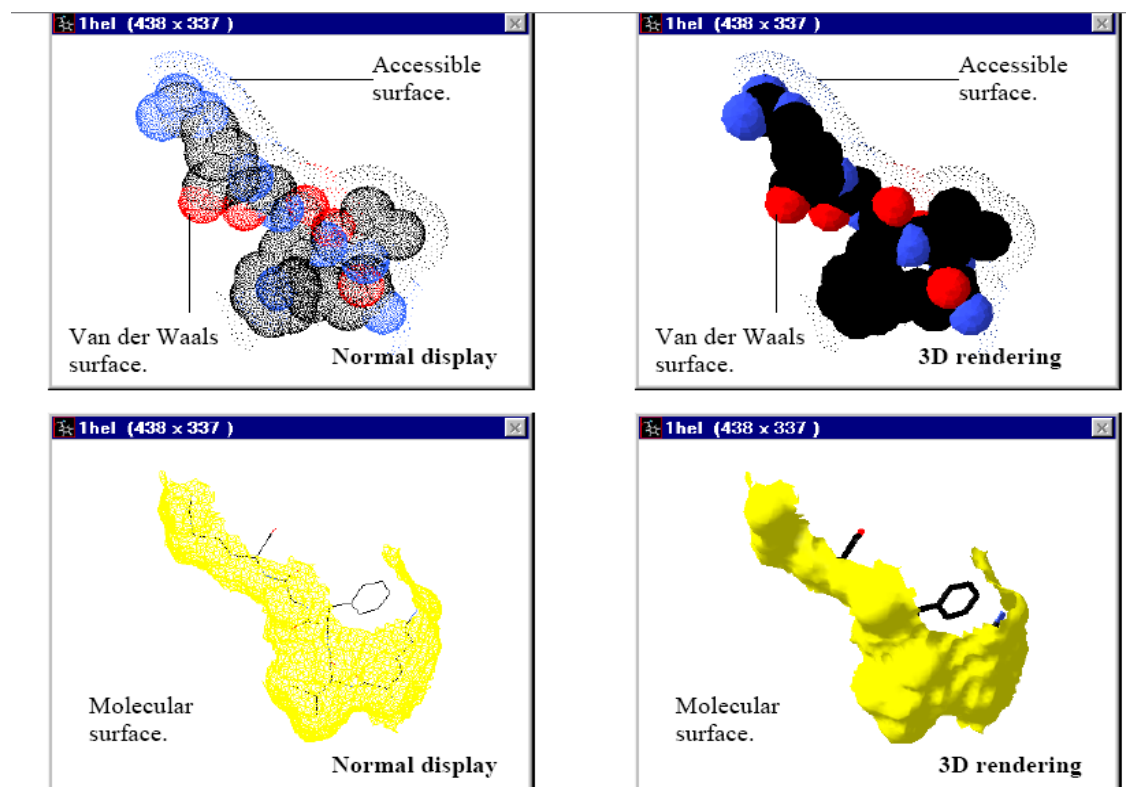 1hel (438 x 337 )
Accessible
surface.
Van der Waals
surface.
Normal display
1hel (438 x 337 )
Accessible
surface.
Van der Waals
surface.
3D rendering
1hel (438 x 337 )
Molecular
surface.
Normal display
1hel (438 x 337 )
Molecular
surface.
3D rendering